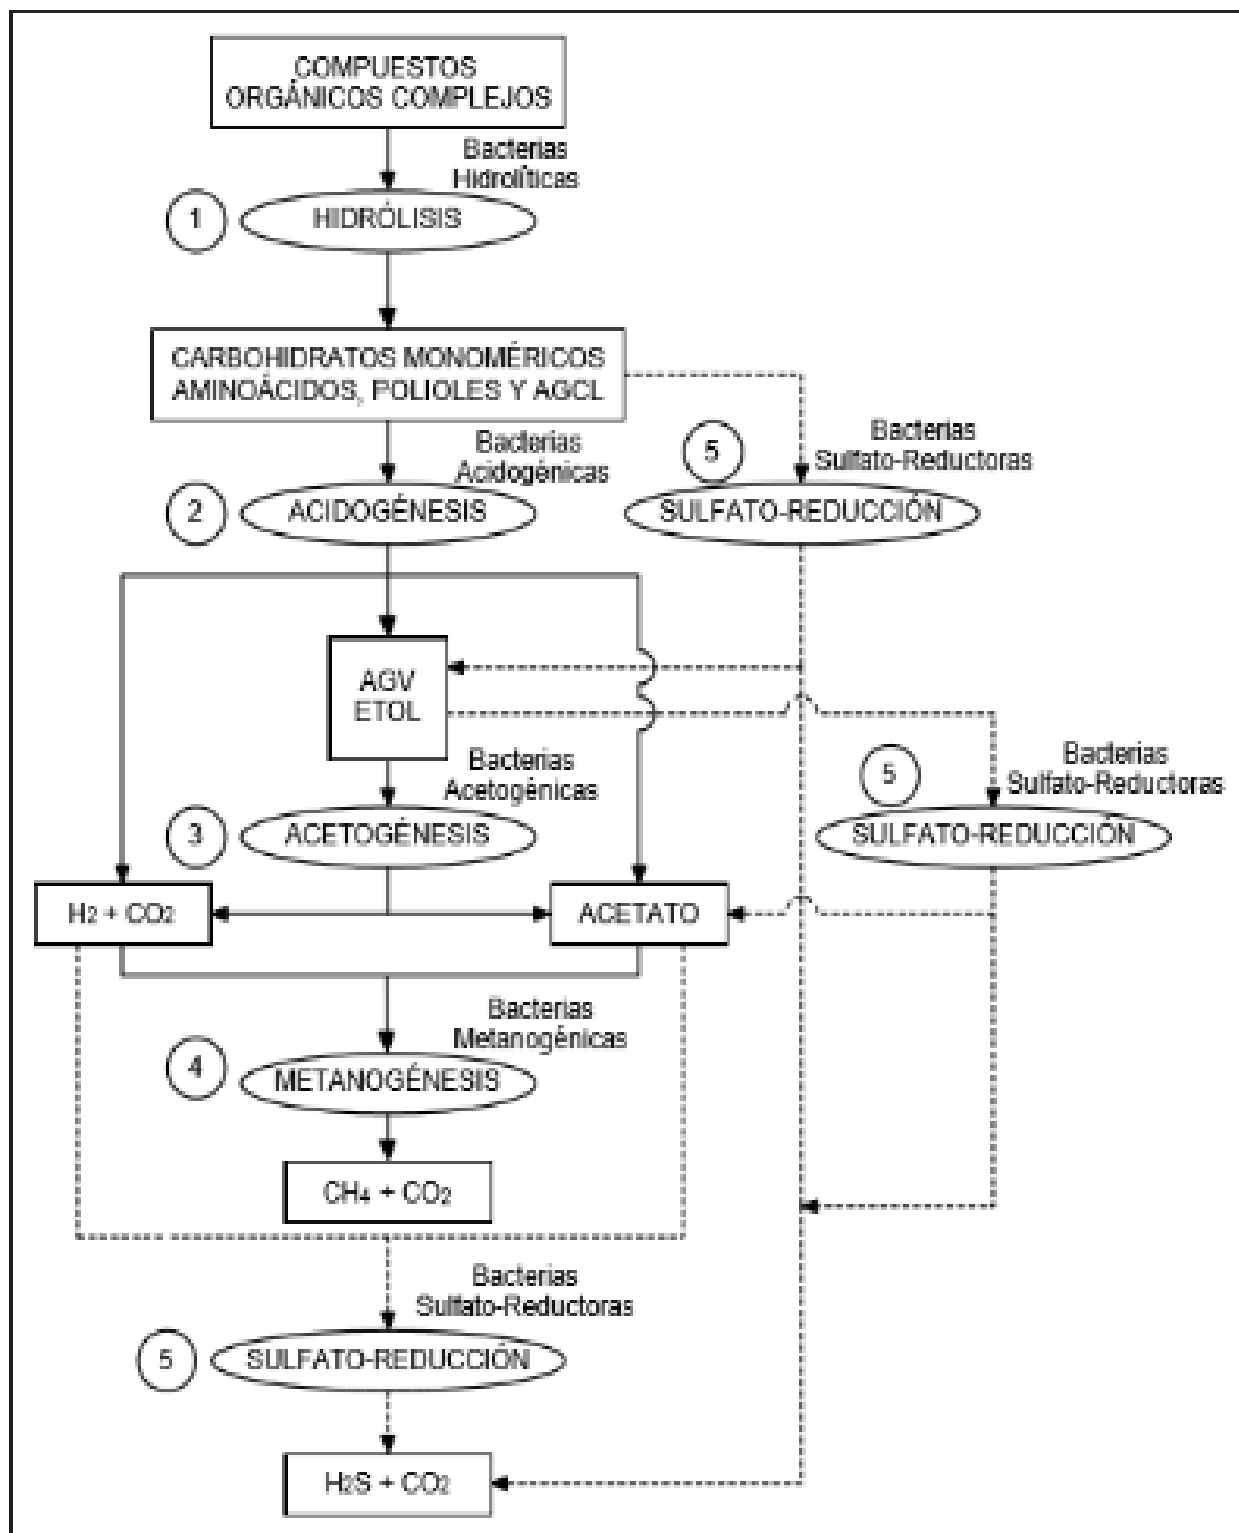 COMPUESTOS
ORGÁNICOS COMPLEJOS
Bacterias
Hidrolíticas
1
HIDRÓLISIS
CARBOHIDRATOS MONOMÉRICOS
AMINOÁCIDOS, POLIOLES Y AGCL
Bacterias
Acidogénicas
2
ACIDOGÉNESIS
5
Bacterias
Sulfato-Reductoras
SULFATO-REDUCCIÓN
AGV
ETOL
Bacterias
Acetogénicas
3
ACETOGÉNESIS
5
Bacterias
Sulfato-Reductoras
SULFATO-REDUCCIÓN
H2 + CO2
ACETATO
Bacterias
Metanogénicas
4
METANOGÉNESIS
CH4 + CO2
Bacterias
Sulfato-Reductoras
5
SULFATO-REDUCCIÓN
H2S + CO2